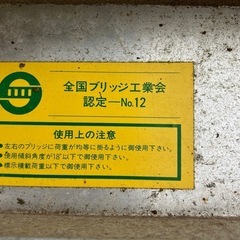 全国ブリッジ工業会
認定—No.12
使用上の注意
●左右のブリッジに荷重が均等に掛るように御使用下さい。
●使用傾斜角度が18°以下で御使用下さい。
●標示積載荷重以下で御使用下さい。